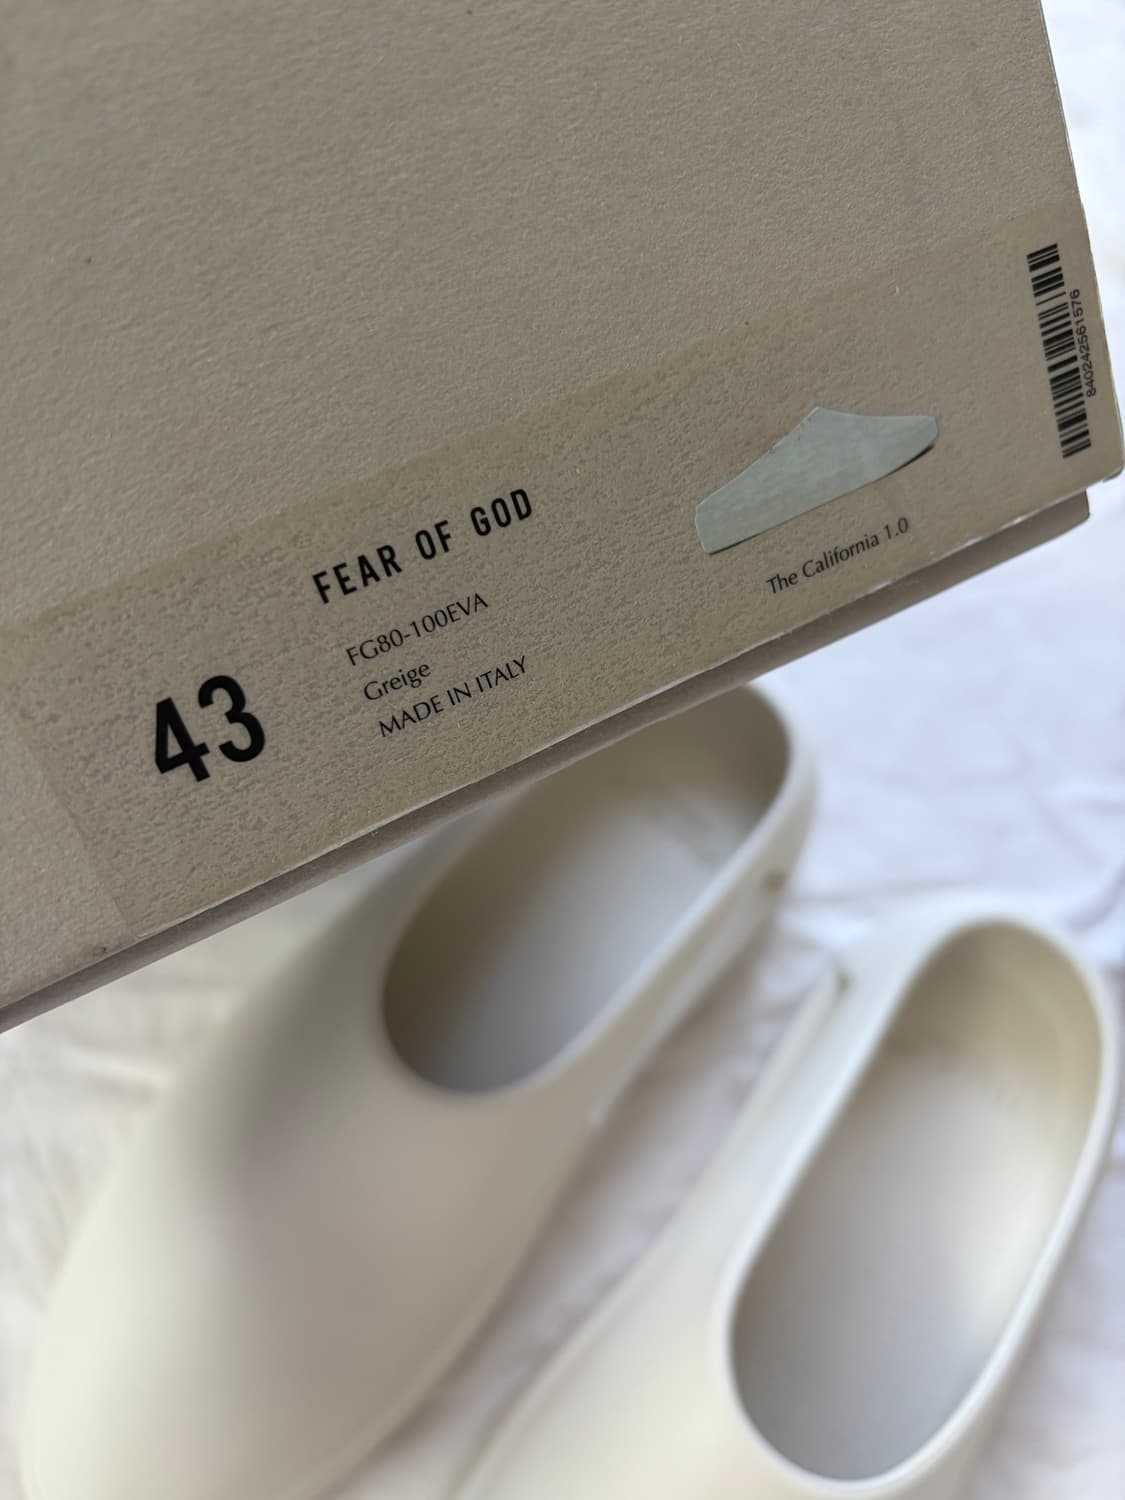 FEAR OF GOD
FG80-100EVA
Greige
MADE IN ITALY
43
The California 1.0
840242561576